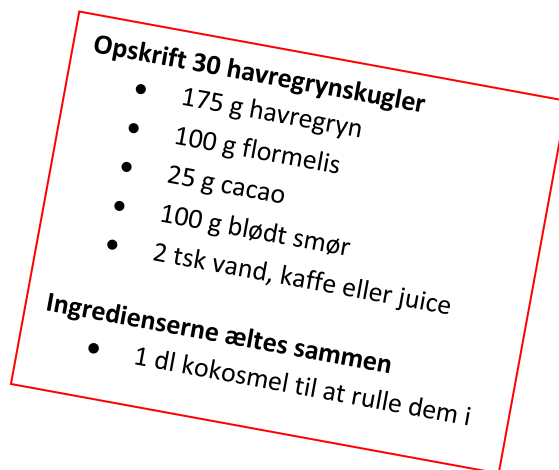 Opskrift 30 havregrynskugler
• 175 g havregryn
• 100 g flormelis
• 25 g cacao
• 100 g blødt smør
• 2 tsk vand, kaffe eller juice
Ingredienserne æltes sammen
• 1 dl kokosmel til at rulle dem i